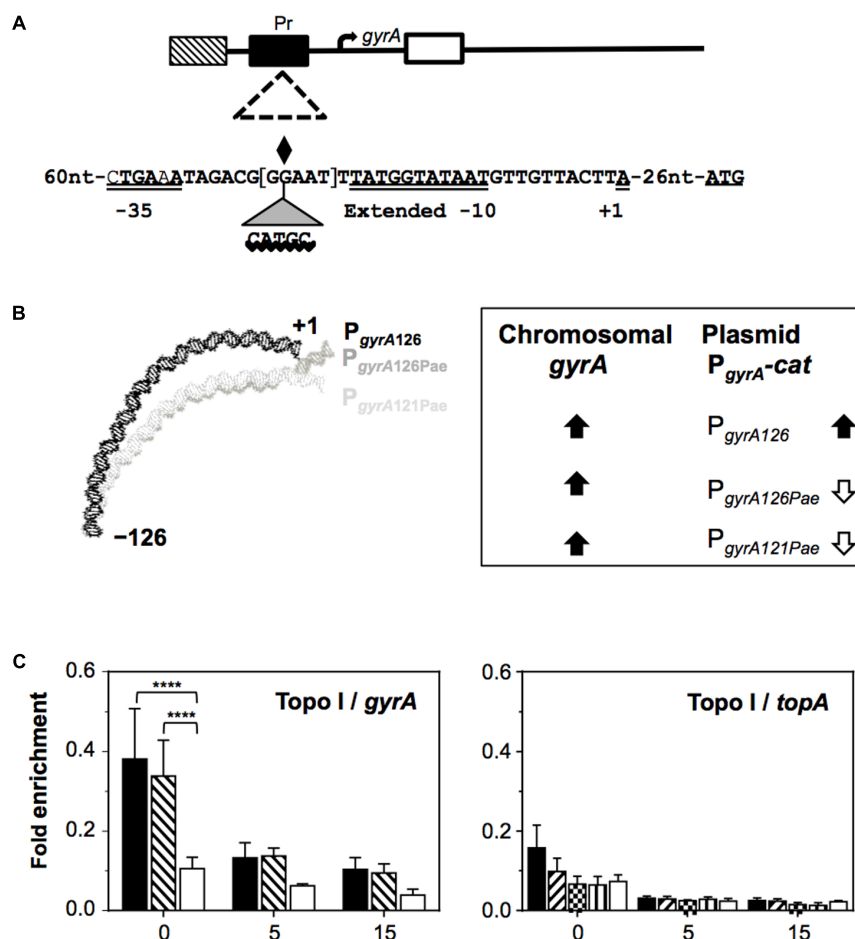 A
Pr
gyrA
60nt-CTGAAATAGACG[GGAAT]TTATGGTATAATGTTGTTACTTA-26nt-ATG
-35 Extended -10 +1
CATGC
B
+1
PgyrA126
PgyrA126Pae
PgyrA121Pae
−126
Chromosomal gyrA
Plasmid PgyrA-cat
PgyrA126
PgyrA126Pae
PgyrA121Pae
C
Fold enrichment
0.6
0.4
0.2
0.0
****
****
Topo I / gyrA
0 5 15
0.6
0.4
0.2
0.0
Topo I / topA
0 5 15